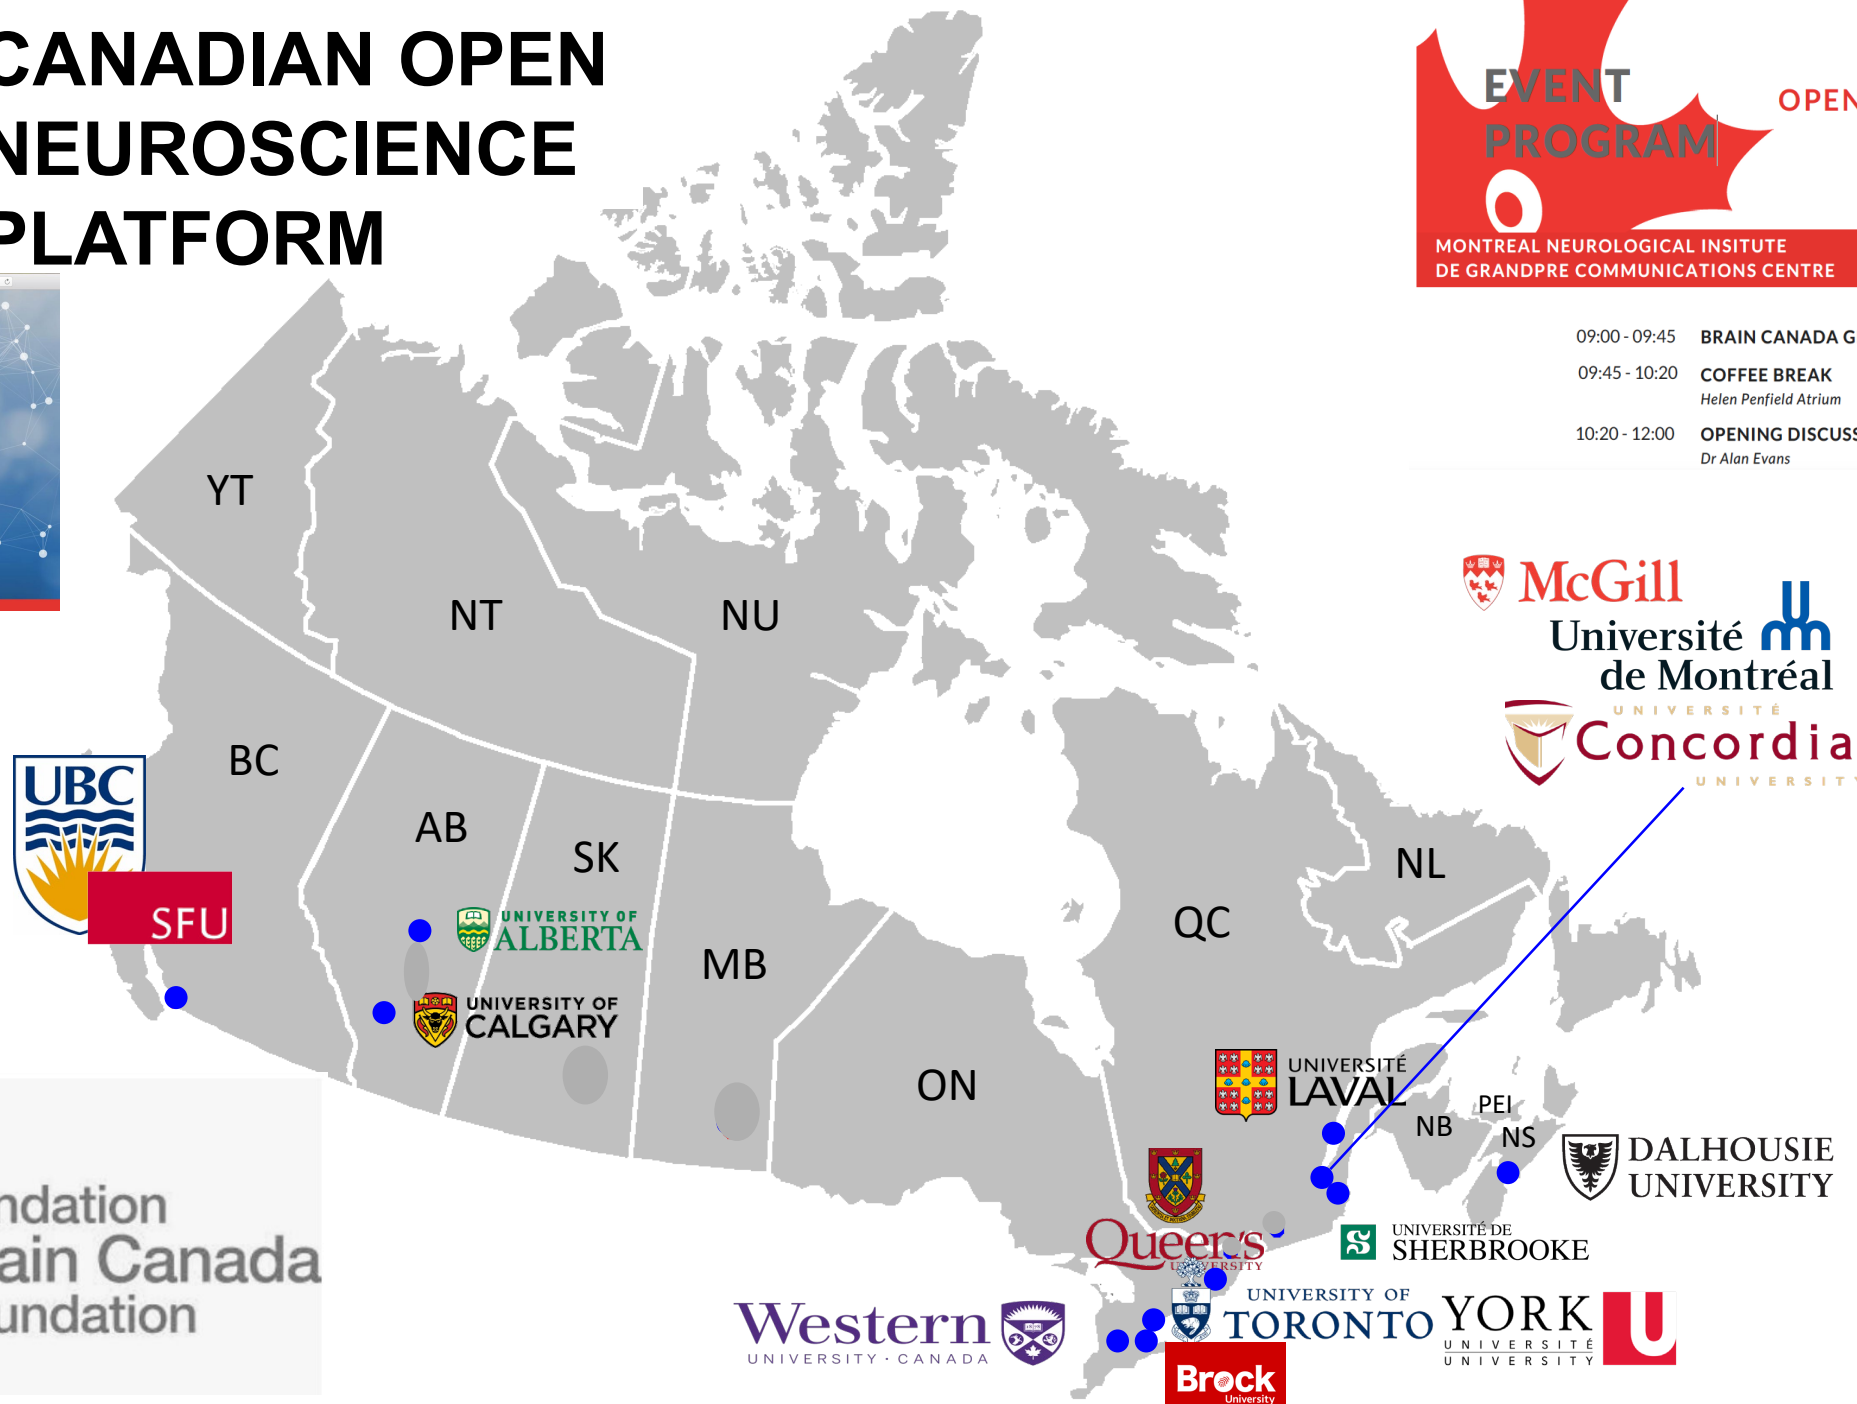 CANADIAN OPEN
NEUROSCIENCE
PLATFORM
EVENT
PROGRAM
OPEN
MONTREAL NEUROLOGICAL INSITUTE
DE GRANDPRE COMMUNICATIONS CENTRE
09:00 - 09:45 BRAIN CANADA G
09:45 - 10:20 COFFEE BREAK
Helen Penfield Atrium
10:20 - 12:00 OPENING DISCUSS
Dr Alan Evans
YT
NT
NU
BC
AB
SK
MB
ON
QC
NL
NB
PEI
NS
McGill
Université
de Montréal
UNIVERSITÉ
Concordia
UNIVERSITY
UBC
SFU
UNIVERSITY OF
ALBERTA
UNIVERSITY OF
CALGARY
UNIVERSITÉ
LAVAL
DALHOUSIE
UNIVERSITY
Queen's
UNIVERSITY
UNIVERSITÉ DE
SHERBROOKE
ndation
ain Canada
undation
Western
UNIVERSITY · CANADA
UNIVERSITY OF
TORONTO
YORK
UNIVERSITÉ
UNIVERSITY
U
Brock
University